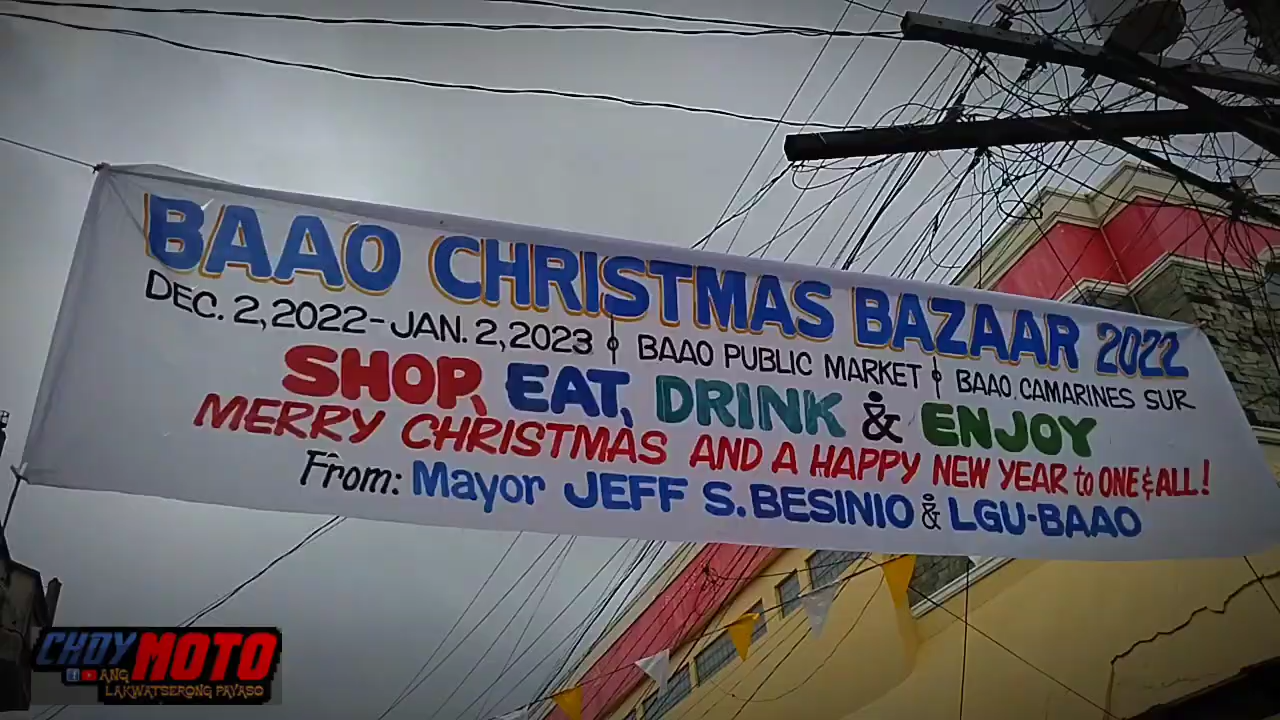 BAAO CHRISTMAS BAZAAR 2022
DEC. 2, 2022 - JAN. 2, 2023 | BAAO PUBLIC MARKET | BAAO, CAMARINES SUR
SHOP, EAT, DRINK & ENJOY
MERRY CHRISTMAS AND A HAPPY NEW YEAR to ONE & ALL!
From: Mayor JEFF S. BESINIO & LGU-BAAO
CHOY MOTO
ANG
LAKWATSERONG PAYASO